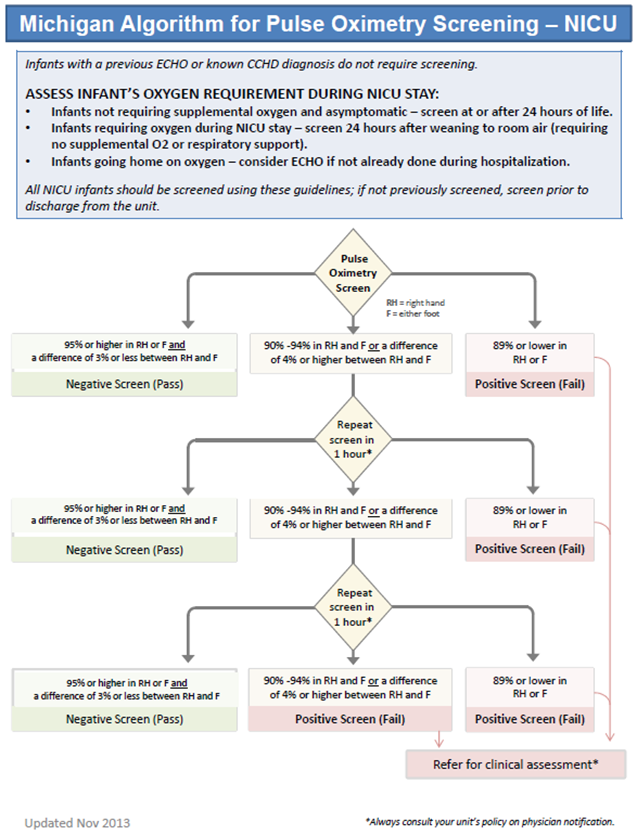 Michigan Algorithm for Pulse Oximetry Screening – NICU
Infants with a previous ECHO or known CCHD diagnosis do not require screening.
ASSESS INFANT'S OXYGEN REQUIREMENT DURING NICU STAY:
• Infants not requiring supplemental oxygen and asymptomatic – screen at or after 24 hours of life.
• Infants requiring oxygen during NICU stay – screen 24 hours after weaning to room air (requiring
no supplemental O2 or respiratory support).
• Infants going home on oxygen – consider ECHO if not already done during hospitalization.
All NICU infants should be screened using these guidelines; if not previously screened, screen prior to
discharge from the unit.
Pulse
Oximetry
Screen
RH = right hand
F = either foot
95% or higher in RH or F and
a difference of 3% or less between RH and F
Negative Screen (Pass)
90% -94% in RH and F or a difference
of 4% or higher between RH and F
89% or lower in
RH or F
Positive Screen (Fail)
Repeat
screen in
1 hour*
95% or higher in RH or F and
a difference of 3% or less between RH and F
Negative Screen (Pass)
90% -94% in RH and F or a difference
of 4% or higher between RH and F
89% or lower in
RH or F
Positive Screen (Fail)
Repeat
screen in
1 hour*
95% or higher in RH or F and
a difference of 3% or less between RH and F
Negative Screen (Pass)
90% -94% in RH and F or a difference
of 4% or higher between RH and F
Positive Screen (Fail)
89% or lower in
RH or F
Positive Screen (Fail)
Refer for clinical assessment*
Updated Nov 2013
*Always consult your unit's policy on physician notification.